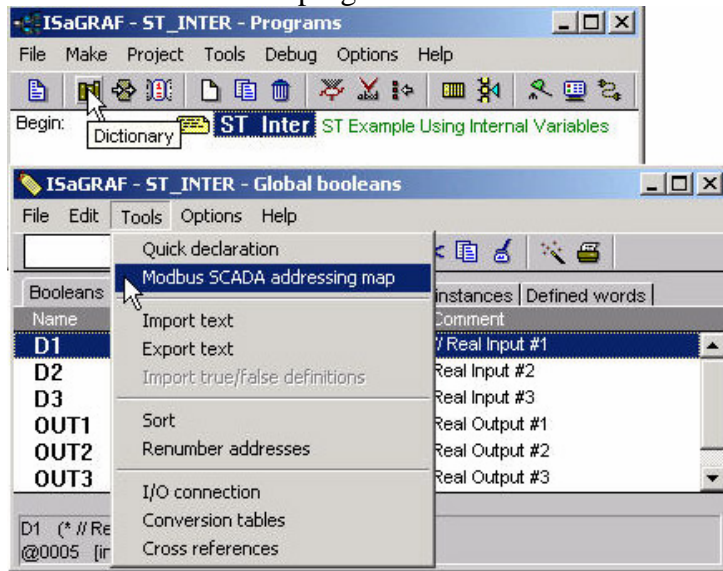 prog
ISaGRAF - ST_INTER - Programs
File Make Project Tools Debug Options Help
Begin: ST Inter ST Example Using Internal Variables
Dictionary
ISaGRAF - ST_INTER - Global booleans
File Edit Tools Options Help
Quick declaration
Modbus SCADA addressing map
Booleans instances Defined words
Name Comment
Import text
Export text
Import true/false definitions
Sort
Renumber addresses
I/O connection
Conversion tables
Cross references
D1 // Real Input #1
D2 Real Input #2
D3 Real Input #3
OUT1 Real Output #1
OUT2 Real Output #2
OUT3 Real Output #3
D1 (* // Re
@0005 [in